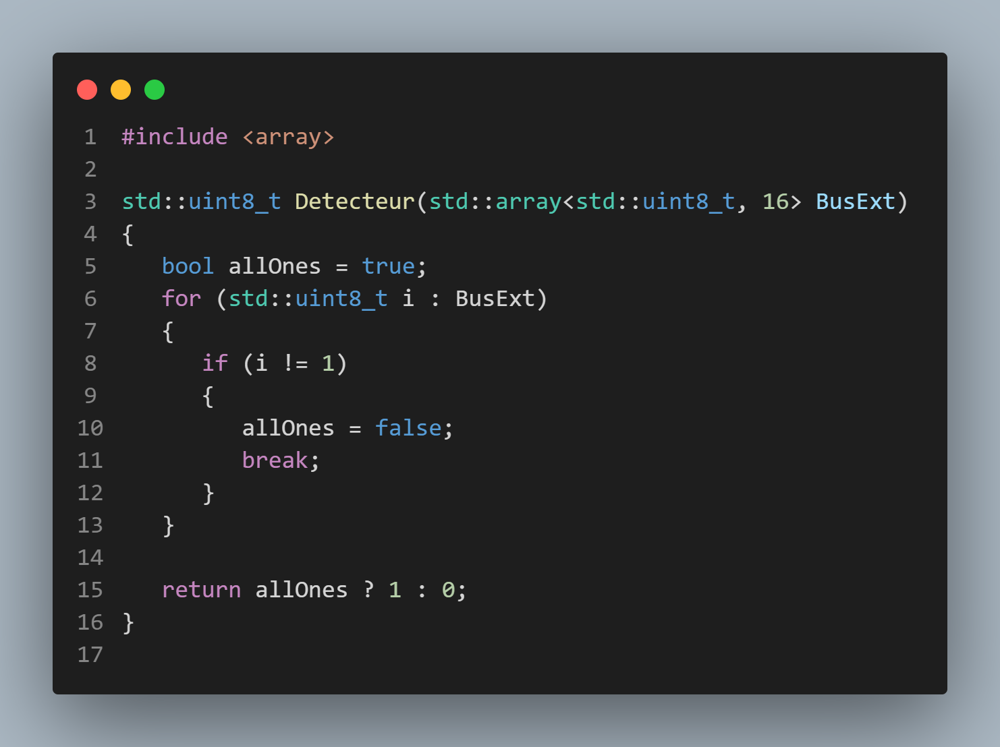 1 #include <array>
2
3 std::uint8_t Detecteur(std::array<std::uint8_t, 16> BusExt)
4 {
5    bool allOnes = true;
6    for (std::uint8_t i : BusExt)
7    {
8       if (i != 1)
9       {
10         allOnes = false;
11         break;
12      }
13   }
14
15   return allOnes ? 1 : 0;
16 }
17